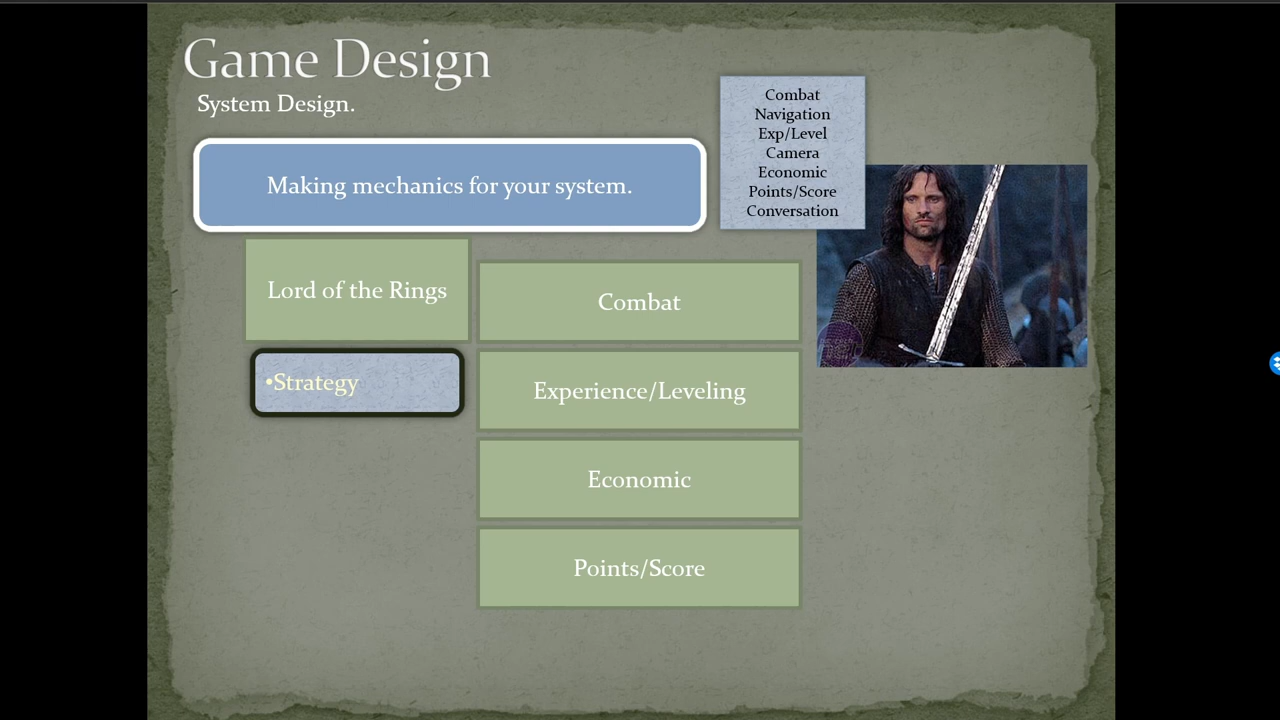 Game Design
System Design.
Making mechanics for your system.
Combat
Navigation
Exp/Level
Camera
Economic
Points/Score
Conversation
Lord of the Rings
•Strategy
Combat
Experience/Leveling
Economic
Points/Score